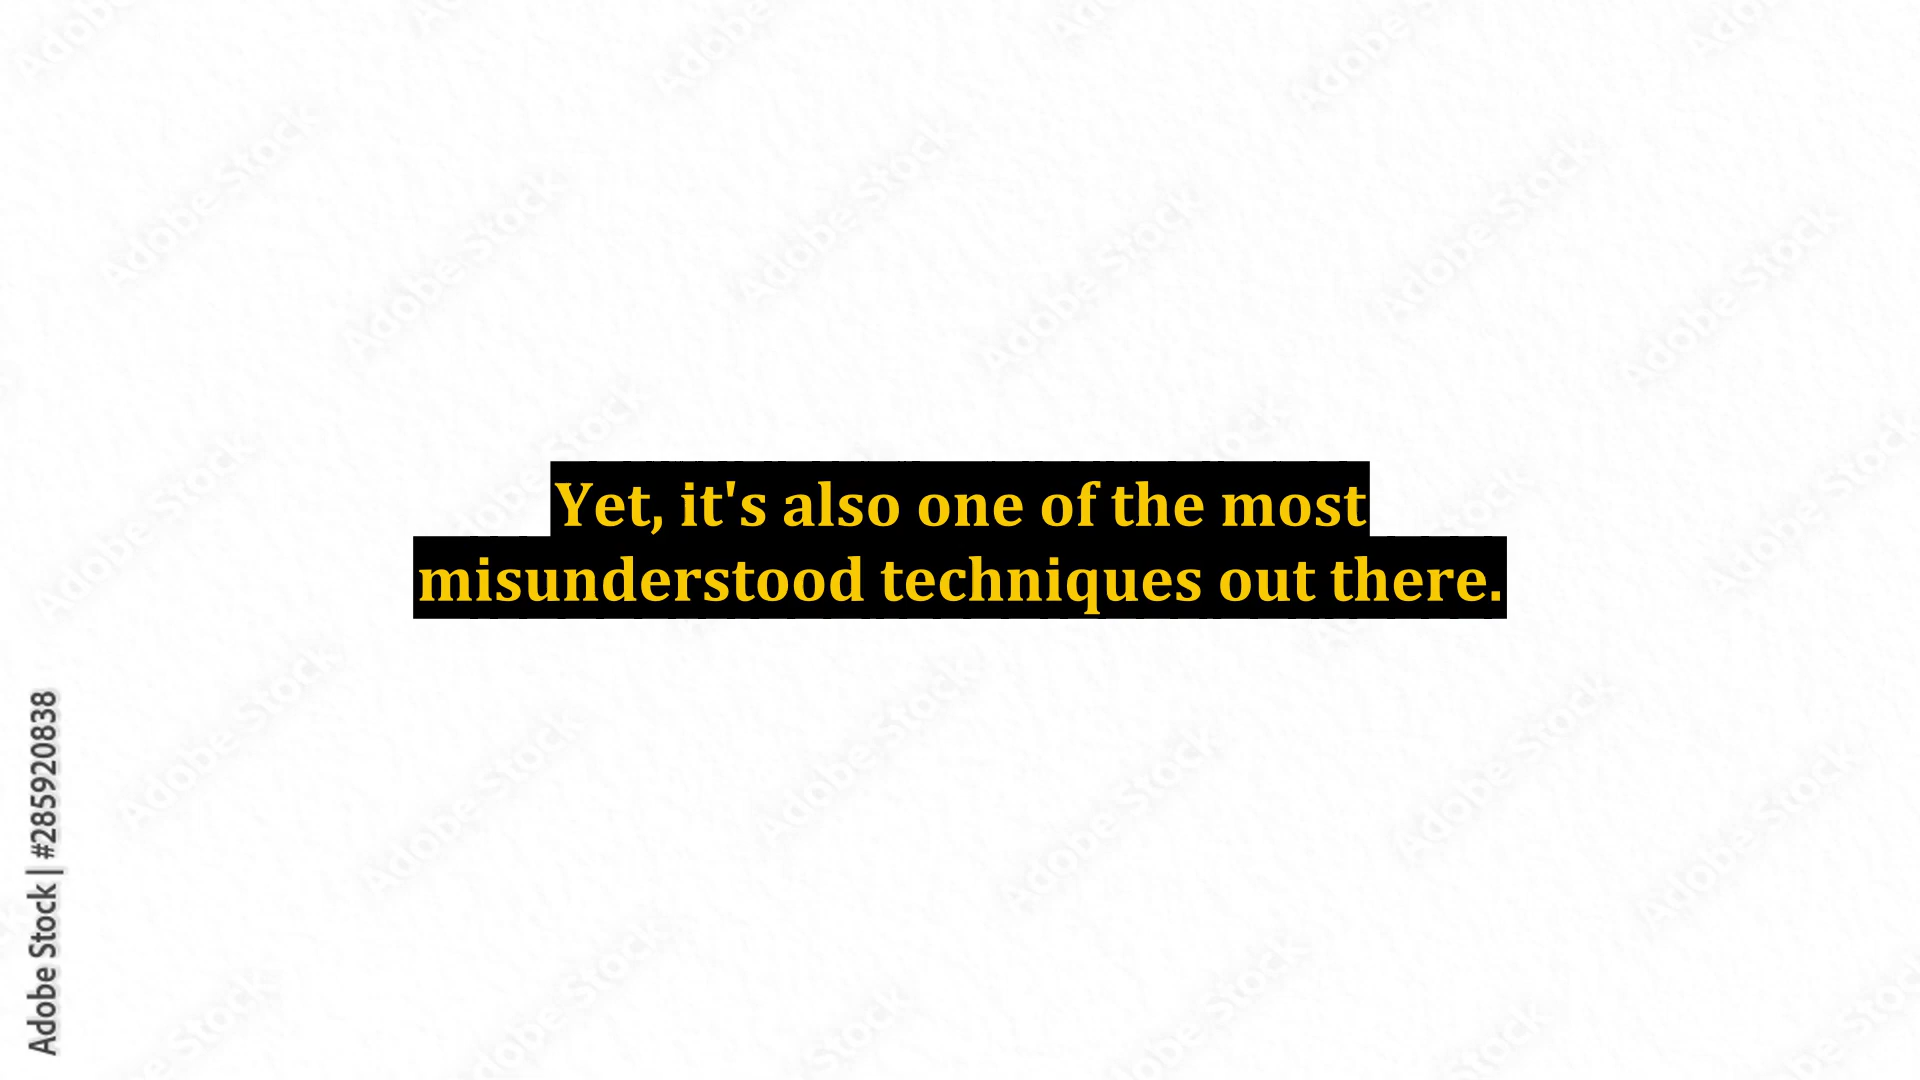 Yet, it's also one of the most
misunderstood techniques out there.
Adobe Stock | #285920838